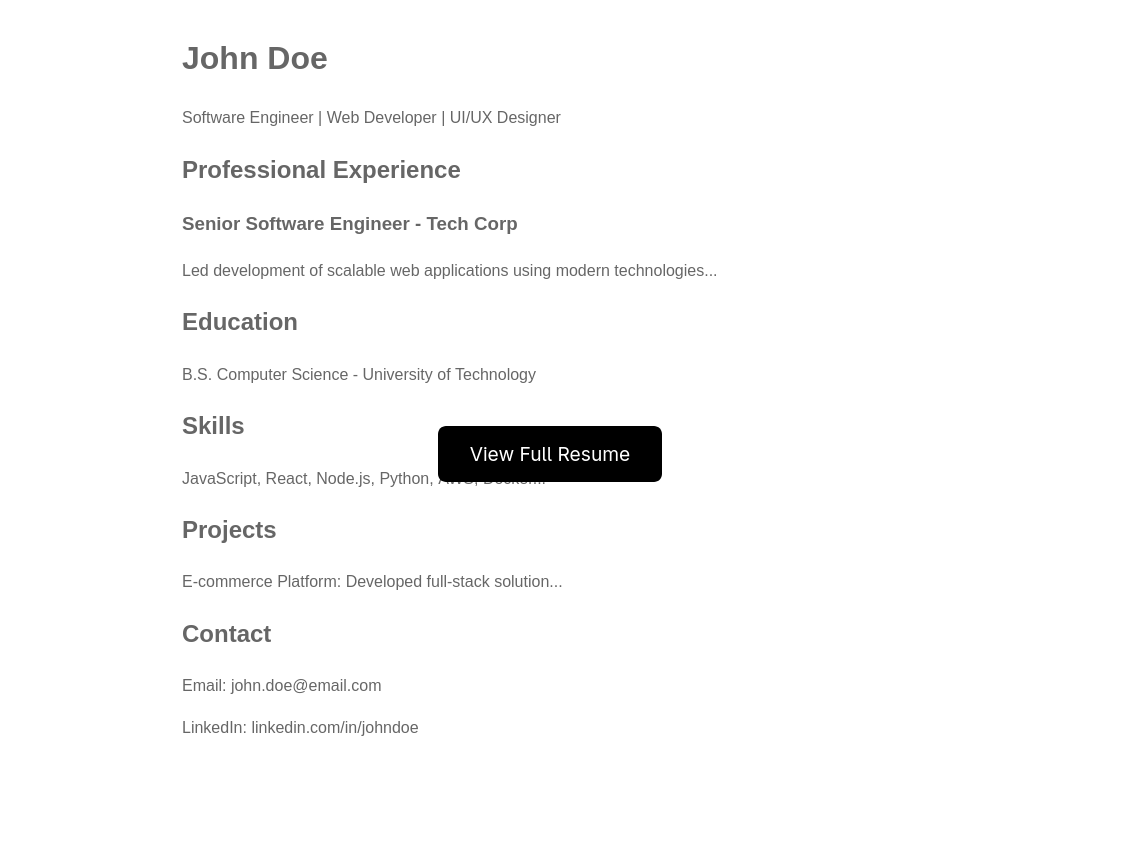 John Doe
Software Engineer | Web Developer | UI/UX Designer
Professional Experience
Senior Software Engineer - Tech Corp
Led development of scalable web applications using modern technologies...
Education
B.S. Computer Science - University of Technology
Skills
View Full Resume
JavaScript, React, Node.js, Python,
Projects
E-commerce Platform: Developed full-stack solution...
Contact
Email: john.doe@email.com
LinkedIn: linkedin.com/in/johndoe